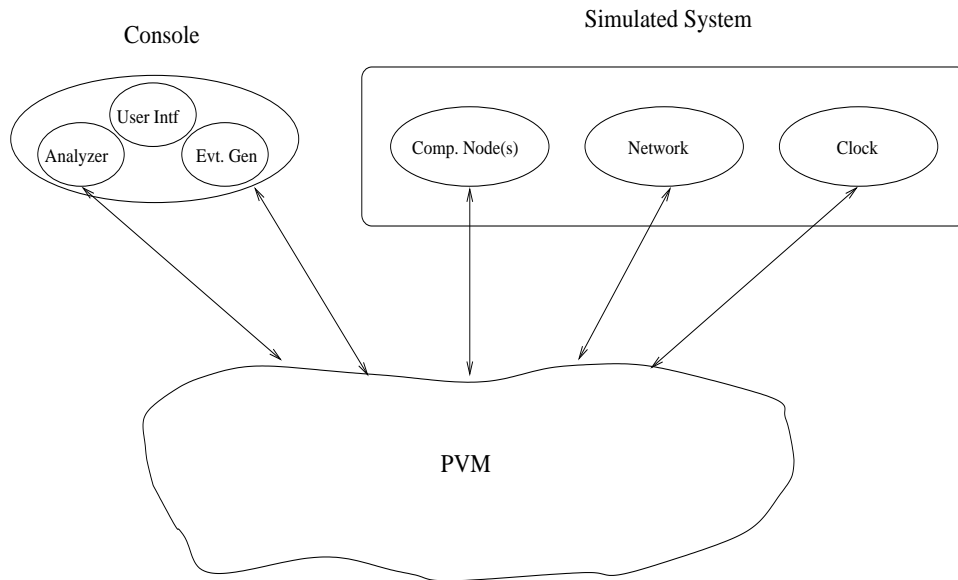 Simulated System
Console
User Intf
Analyzer
Evt. Gen
Comp. Node(s)
Network
Clock
PVM